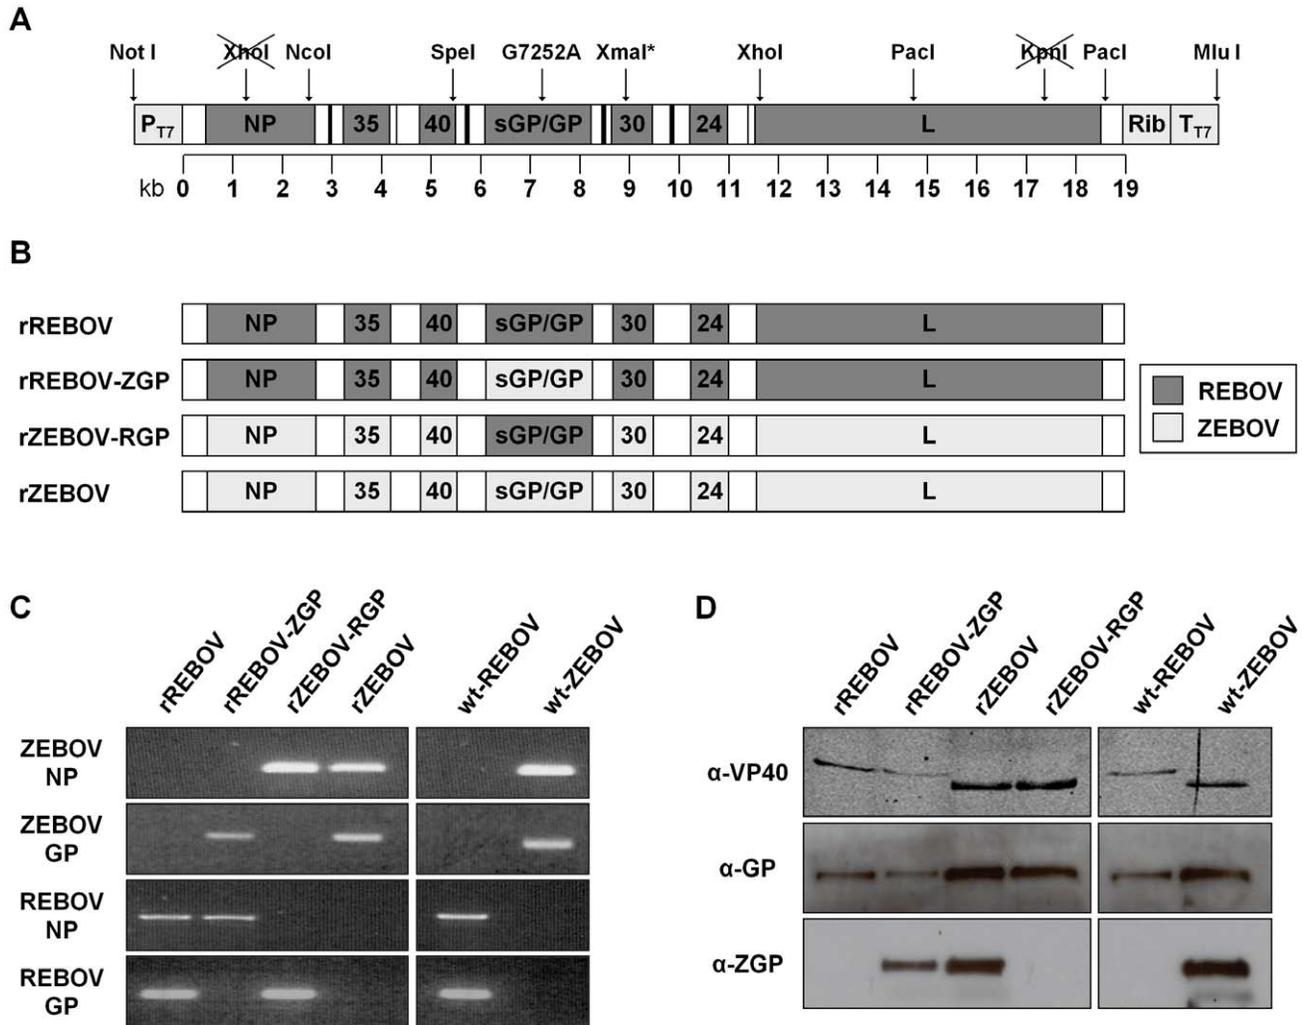 A
Not I XhoI NcoI SpeI G7252A XmaI* XhoI PacI KpnI PacI Mlu I
PT7 NP 35 40 sGP/GP 30 24 L Rib TT7
kb 0 1 2 3 4 5 6 7 8 9 10 11 12 13 14 15 16 17 18 19
B
rREBOV NP 35 40 sGP/GP 30 24 L
rREBOV-ZGP NP 35 40 sGP/GP 30 24 L
rZEBOV-RGP NP 35 40 sGP/GP 30 24 L
rZEBOV NP 35 40 sGP/GP 30 24 L
REBOV
ZEBOV
C
rREBOV rREBOV-ZGP rZEBOV-RGP rZEBOV wt-REBOV wt-ZEBOV
ZEBOV
NP
ZEBOV
GP
REBOV
NP
REBOV
GP
D
rREBOV rREBOV-ZGP rZEBOV rZEBOV-RGP wt-REBOV wt-ZEBOV
α-VP40
α-GP
α-ZGP